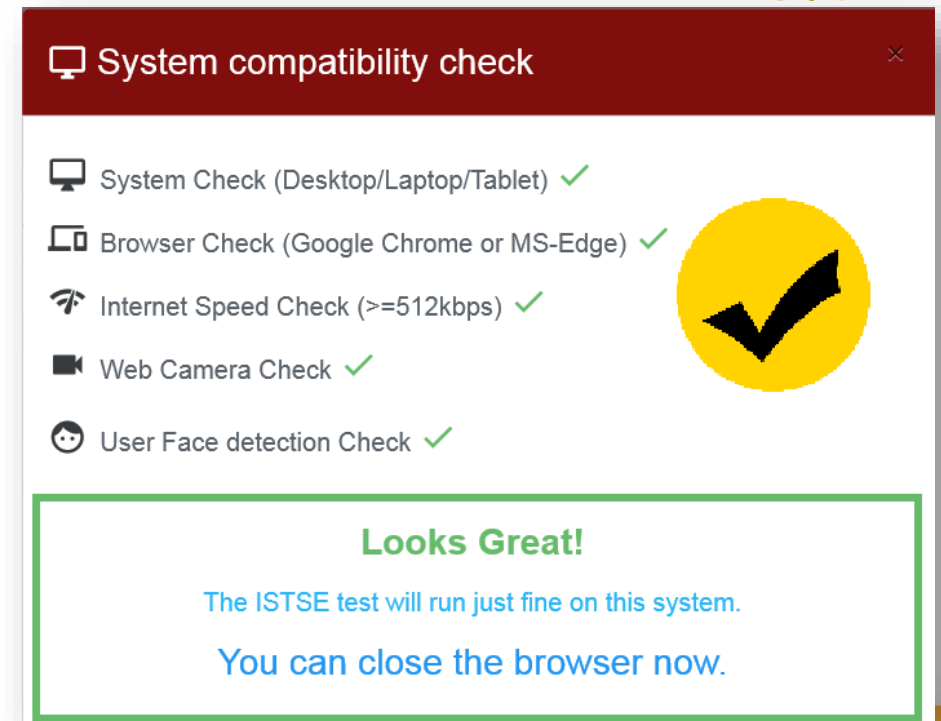 System compatibility check
System Check (Desktop/Laptop/Tablet)
Browser Check (Google Chrome or MS-Edge)
Internet Speed Check (>=512kbps)
Web Camera Check
User Face detection Check
Looks Great!
The ISTSE test will run just fine on this system.
You can close the browser now.